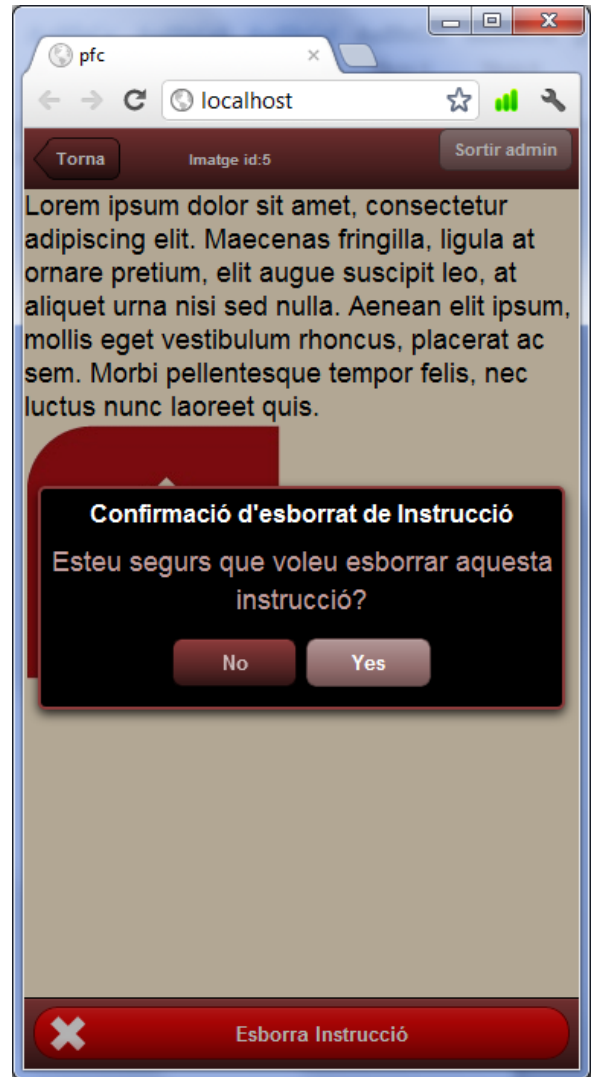 pfc
localhost
Torna
Imatge id:5
Sortir admin
Lorem ipsum dolor sit amet, consectetur
adipiscing elit. Maecenas fringilla, ligula at
ornare pretium, elit augue suscipit leo, at
aliquet urna nisi sed nulla. Aenean elit ipsum,
mollis eget vestibulum rhoncus, placerat ac
sem. Morbi pellentesque tempor felis, nec
luctus nunc laoreet quis.
Confirmació d'esborrat de Instrucció
Esteu segurs que voleu esborrar aquesta
instrucció?
No
Yes
Esborra Instrucció